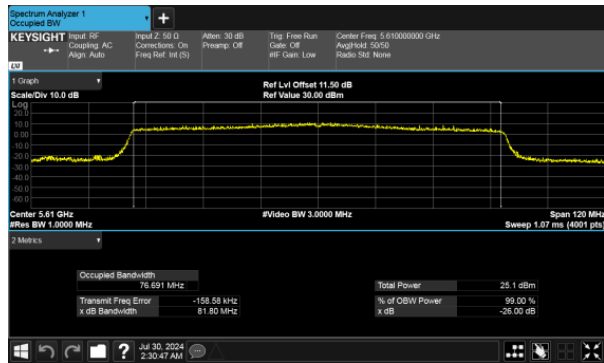 Spectrum Analyzer 1
Occupied BW
KEYSIGHT Input: RF Input Z: 50 Ω Atten: 30 dB Trig: Free Run Center Freq: 5.610000000 GHz
Coupling: AC Corrections: On Preamp: Off Gate: Off Avg|Hold: 50/50
Align: Auto Freq Ref: Int (S) #IF Gain: Low Radio Std: None
1 Graph
Ref Lvl Offset 11.50 dB
Scale/Div 10.0 dB Ref Value 30.00 dBm
Log
20.0
10.0
0.00
-10.0
-20.0
-30.0
-40.0
-50.0
-60.0
Center 5.61 GHz #Video BW 3.0000 MHz Span 120 MHz
#Res BW 1.0000 MHz Sweep 1.07 ms (4001 pts)
2 Metrics
Occupied Bandwidth
76.691 MHz Total Power 25.1 dBm
Transmit Freq Error -158.58 kHz % of OBW Power 99.00 %
x dB Bandwidth 81.80 MHz x dB -26.00 dB
Jul 30, 2024
2:30:47 AM